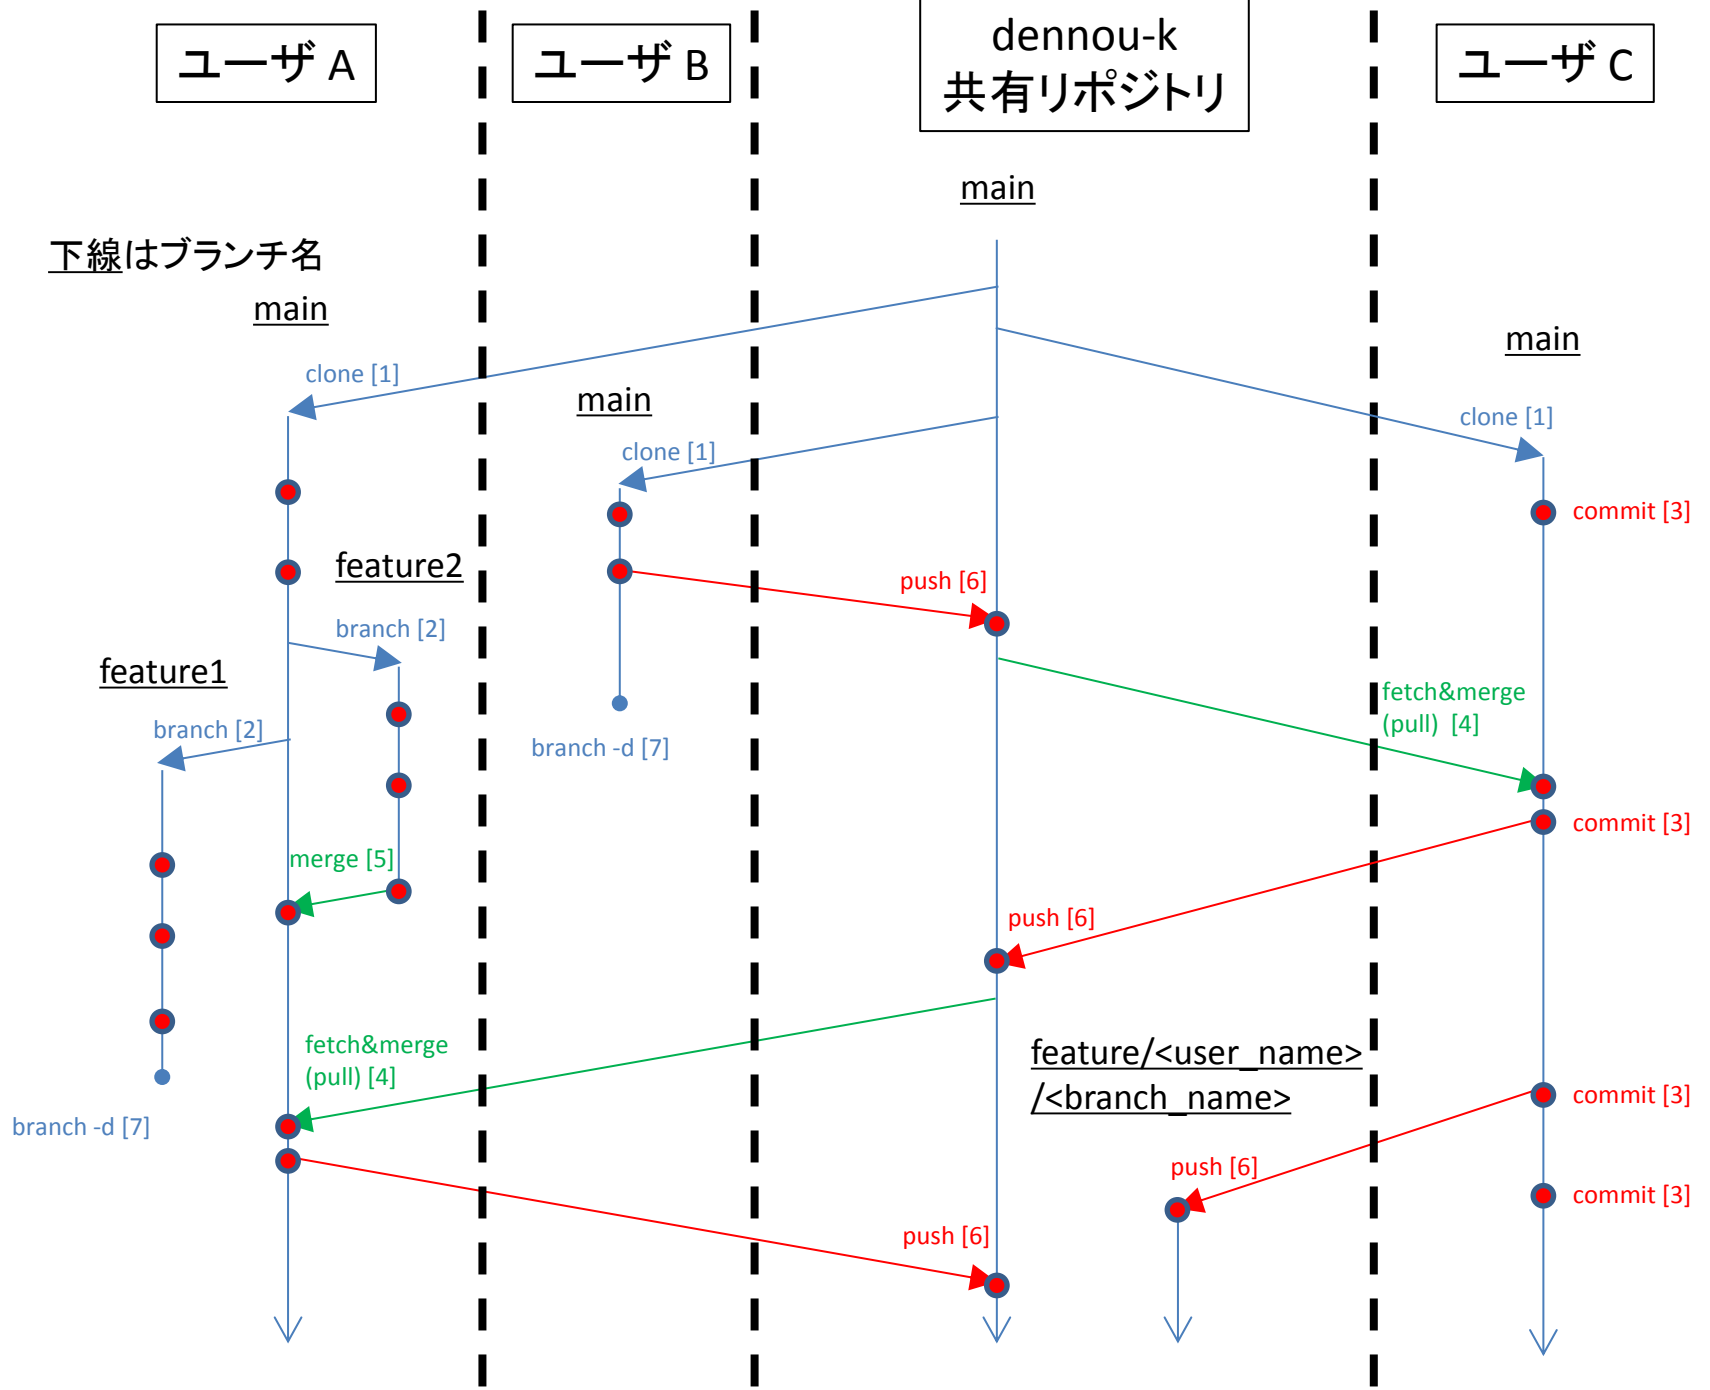 ユーザ A
ユーザ B
dennou-k
共有リポジトリ
ユーザ C
main
下線はブランチ名
main
main
clone [1]
main
clone [1]
clone [1]
commit [3]
feature2
push [6]
branch [2]
feature1
fetch&merge
(pull) [4]
branch [2]
branch -d [7]
commit [3]
merge [5]
push [6]
fetch&merge
(pull) [4]
feature/<user_name>
/<branch_name>
commit [3]
branch -d [7]
push [6]
commit [3]
push [6]